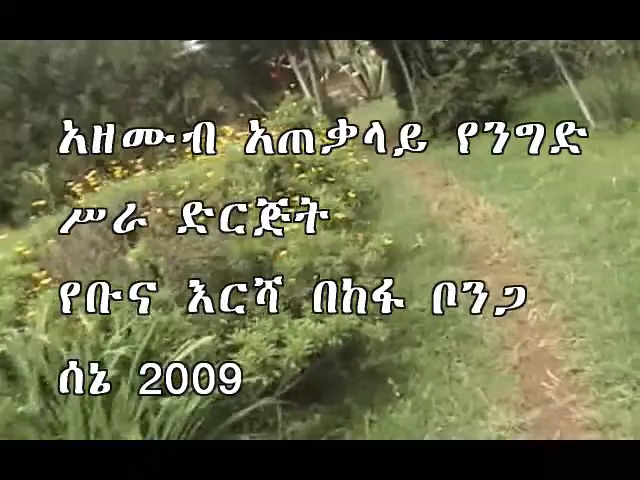 አዘሙብ አጠቃላይ የንግድ
ሥራ ድርጅት
የቡና እርሻ በከፋ ቦንጋ
ሰኔ 2009